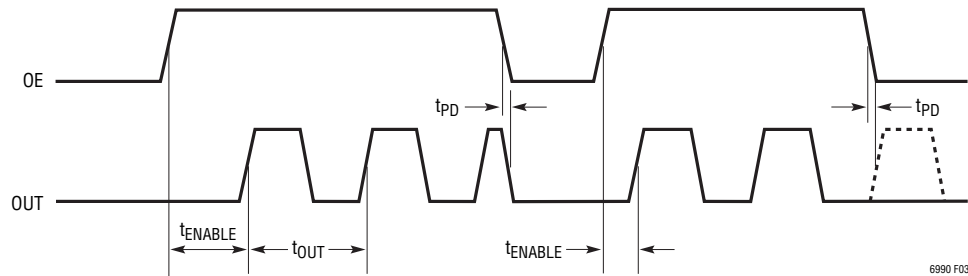 OE
tPD
tPD
OUT
tENABLE
tOUT
tENABLE
6990 F03